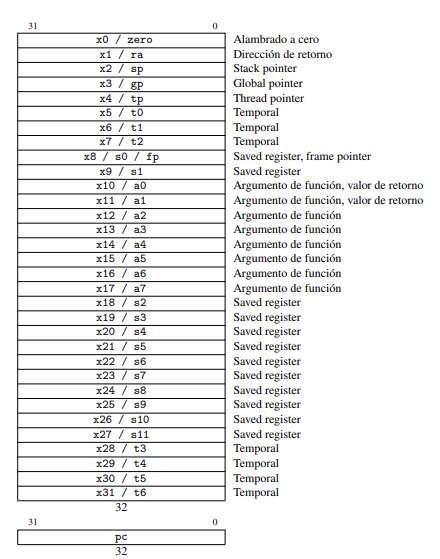 31 0
x0 / zero Alambrado a cero
x1 / ra Dirección de retorno
x2 / sp Stack pointer
x3 / gp Global pointer
x4 / tp Thread pointer
x5 / t0 Temporal
x6 / t1 Temporal
x7 / t2 Temporal
x8 / s0 / fp Saved register, frame pointer
x9 / s1 Saved register
x10 / a0 Argumento de función, valor de retorno
x11 / a1 Argumento de función, valor de retorno
x12 / a2 Argumento de función
x13 / a3 Argumento de función
x14 / a4 Argumento de función
x15 / a5 Argumento de función
x16 / a6 Argumento de función
x17 / a7 Argumento de función
x18 / s2 Saved register
x19 / s3 Saved register
x20 / s4 Saved register
x21 / s5 Saved register
x22 / s6 Saved register
x23 / s7 Saved register
x24 / s8 Saved register
x25 / s9 Saved register
x26 / s10 Saved register
x27 / s11 Saved register
x28 / t3 Temporal
x29 / t4 Temporal
x30 / t5 Temporal
x31 / t6 Temporal
32
31 0
pc
32